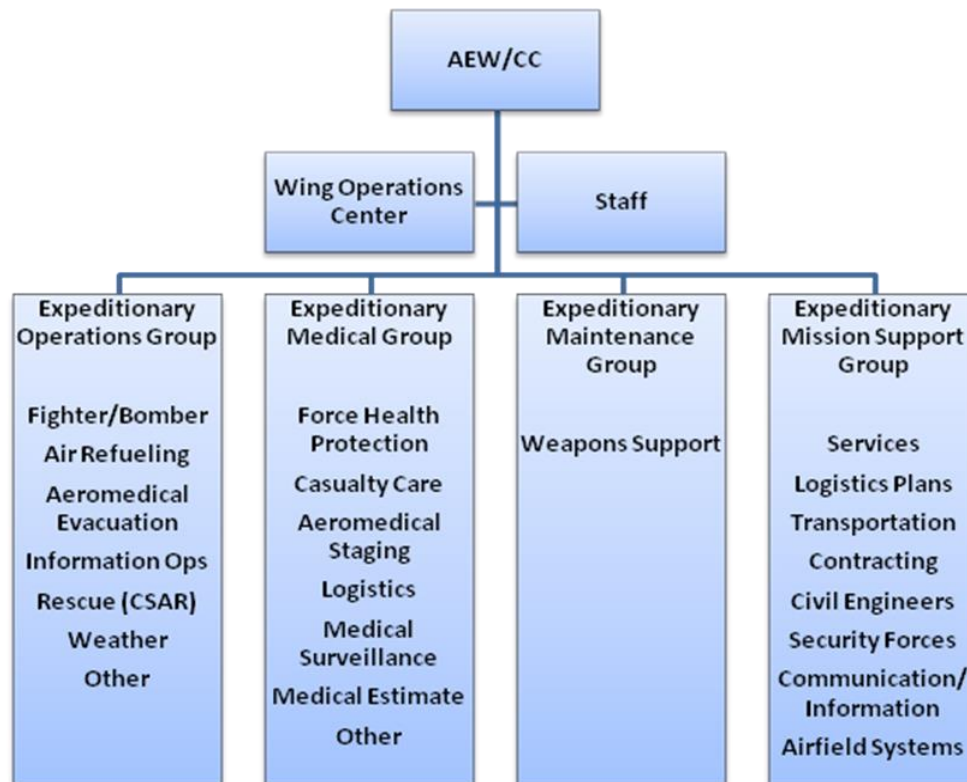 AEW/CC
Wing Operations
Center
Staff
Expeditionary
Operations Group
Fighter/Bomber
Air Refueling
Aeromedical
Evacuation
Information Ops
Rescue (CSAR)
Weather
Other
Expeditionary
Medical Group
Force Health
Protection
Casualty Care
Aeromedical
Staging
Logistics
Medical
Surveillance
Medical Estimate
Other
Expeditionary
Maintenance
Group
Weapons Support
Expeditionary
Mission Support
Group
Services
Logistics Plans
Transportation
Contracting
Civil Engineers
Security Forces
Communication/
Information
Airfield Systems